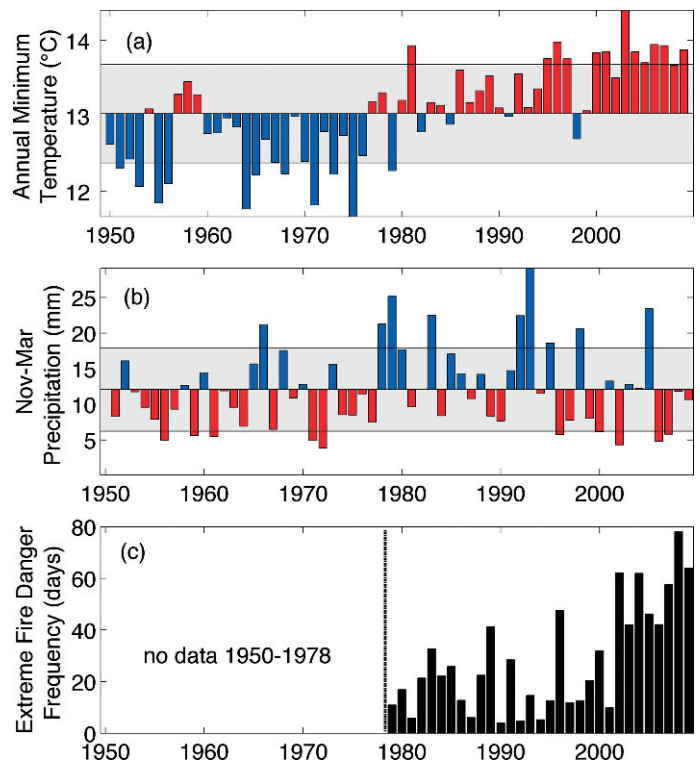 Annual Minimum
Temperature (°C)
(a)
14
13
12
1950 1960 1970 1980 1990 2000
Nov-Mar
Precipitation (mm)
(b)
25
20
15
10
5
1950 1960 1970 1980 1990 2000
Extreme Fire Danger
Frequency (days)
(c)
80
60
40
20
0
no data 1950-1978
1950 1960 1970 1980 1990 2000